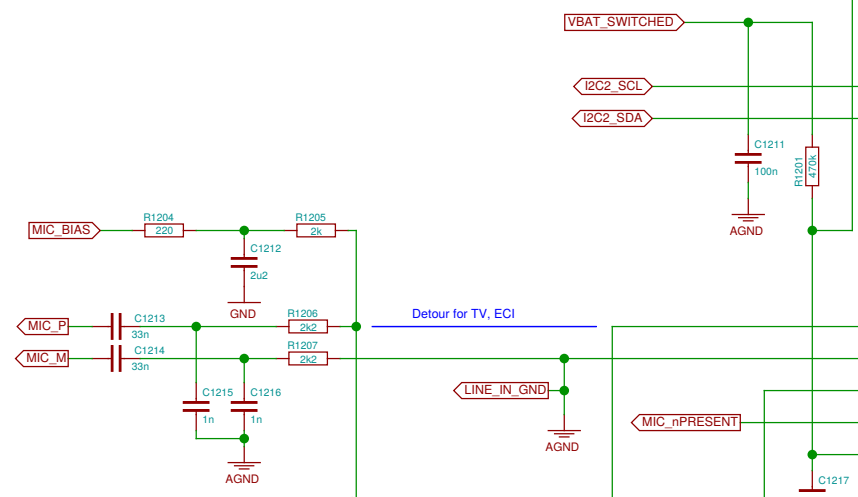 VBAT_SWITCHED
I2C2_SCL
I2C2_SDA
C1211
100n
R1201
470k
AGND
MIC_BIAS
R1204
220
R1205
2k
C1212
2u2
GND
MIC_P
C1213
33n
R1206
2k2
Detour for TV, ECI
MIC_M
C1214
33n
R1207
2k2
C1215
1n
C1216
1n
AGND
LINE_IN_GND
AGND
MIC_nPRESENT
C1217